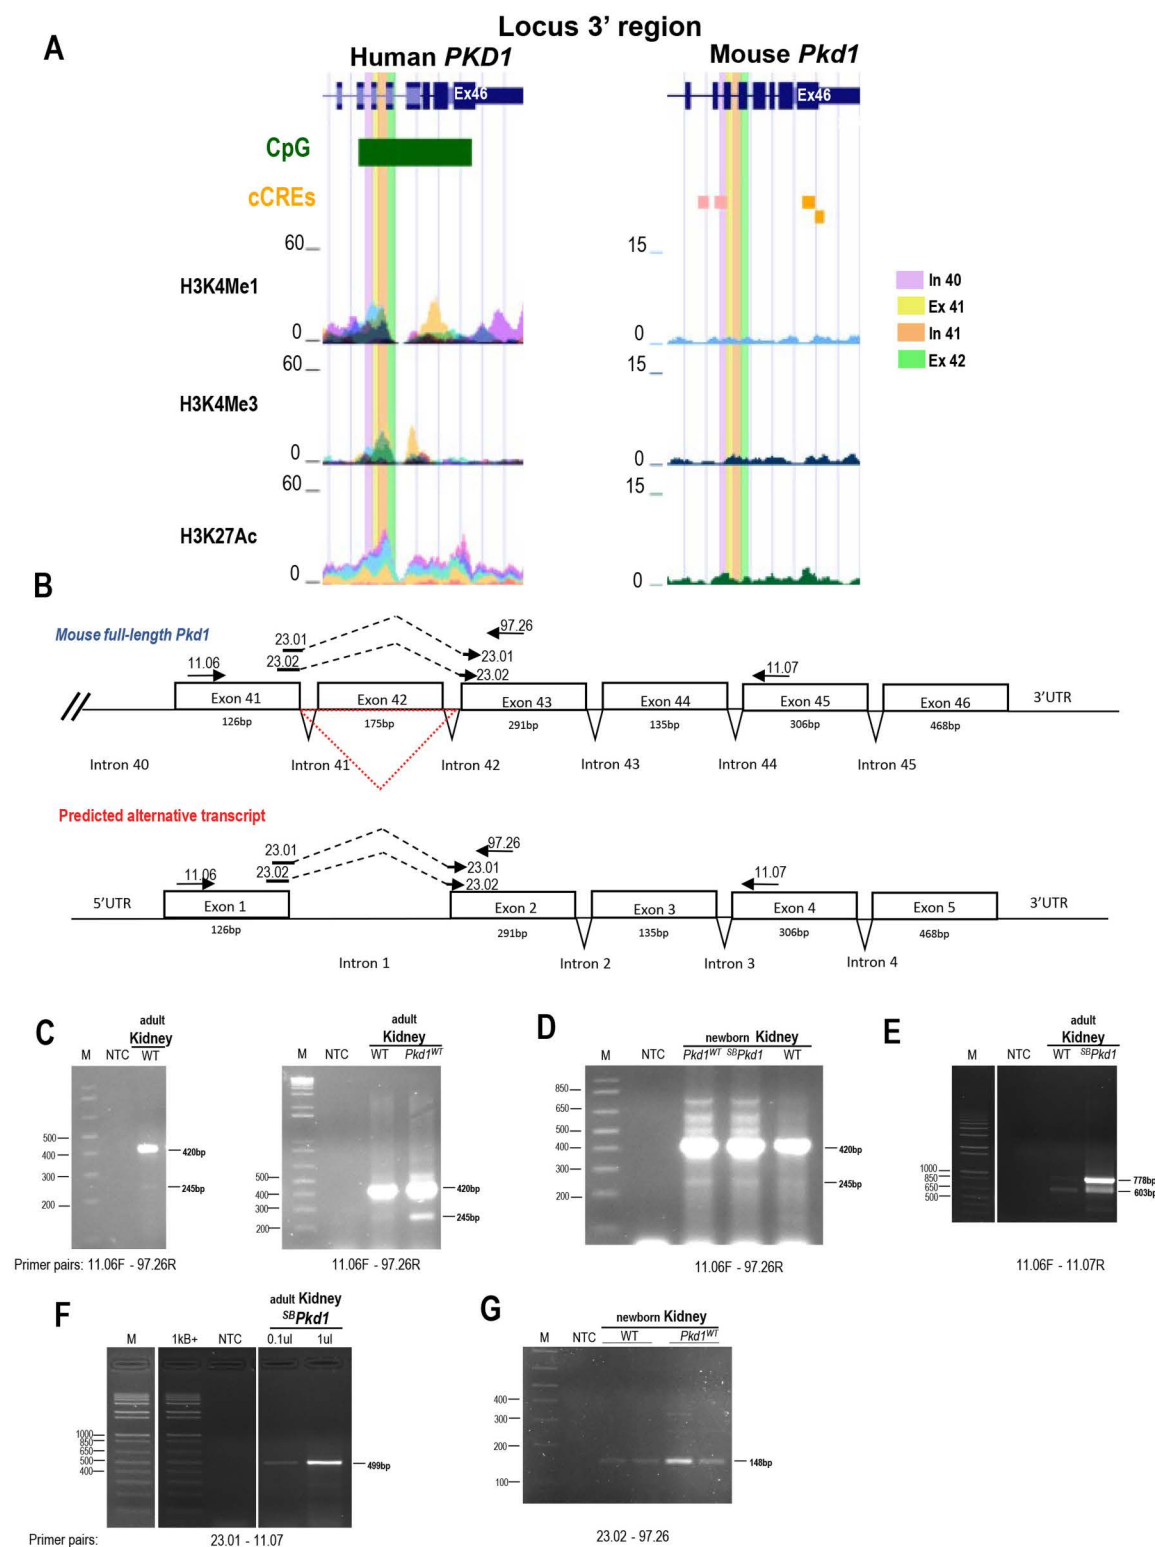 Locus 3' region
A
Human PKD1
Mouse Pkd1
Ex46
Ex46
CpG
cCREs
60
15
H3K4Me1
In 40
Ex 41
In 41
Ex 42
0
0
60
15
H3K4Me3
0
0
60
15
H3K27Ac
0
0
B
Mouse full-length Pkd1
23.01
97.26
11.06
23.02
23.01
23.02
11.07
Exon 41
Exon 42
Exon 43
Exon 44
Exon 45
Exon 46
3'UTR
126bp
175bp
291bp
135bp
306bp
468bp
Intron 40
Intron 41
Intron 42
Intron 43
Intron 44
Intron 45
Predicted alternative transcript
23.01
97.26
11.06
23.02
23.01
23.02
11.07
5'UTR
Exon 1
Exon 2
Exon 3
Exon 4
Exon 5
3'UTR
126bp
291bp
135bp
306bp
468bp
Intron 1
Intron 2
Intron 3
Intron 4
C
adult
Kidney
M NTC WT
500
400
300
200
420bp
245bp
Primer pairs: 11.06F - 97.26R
adult
Kidney
M NTC WT Pkd1WT
500
400
300
200
420bp
245bp
11.06F - 97.26R
D
newborn Kidney
M NTC Pkd1WT SBPkd1 WT
850
650
500
400
300
200
420bp
245bp
11.06F - 97.26R
E
adult
Kidney
M NTC WT SBPkd1
1000
850
650
500
778bp
603bp
11.06F - 11.07R
F
adult Kidney
SBPkd1
M 1kB+ NTC 0.1ul 1ul
1000
850
650
500
400
499bp
Primer pairs: 23.01 - 11.07
G
newborn Kidney
M NTC WT Pkd1WT
400
300
200
100
148bp
23.02 - 97.26